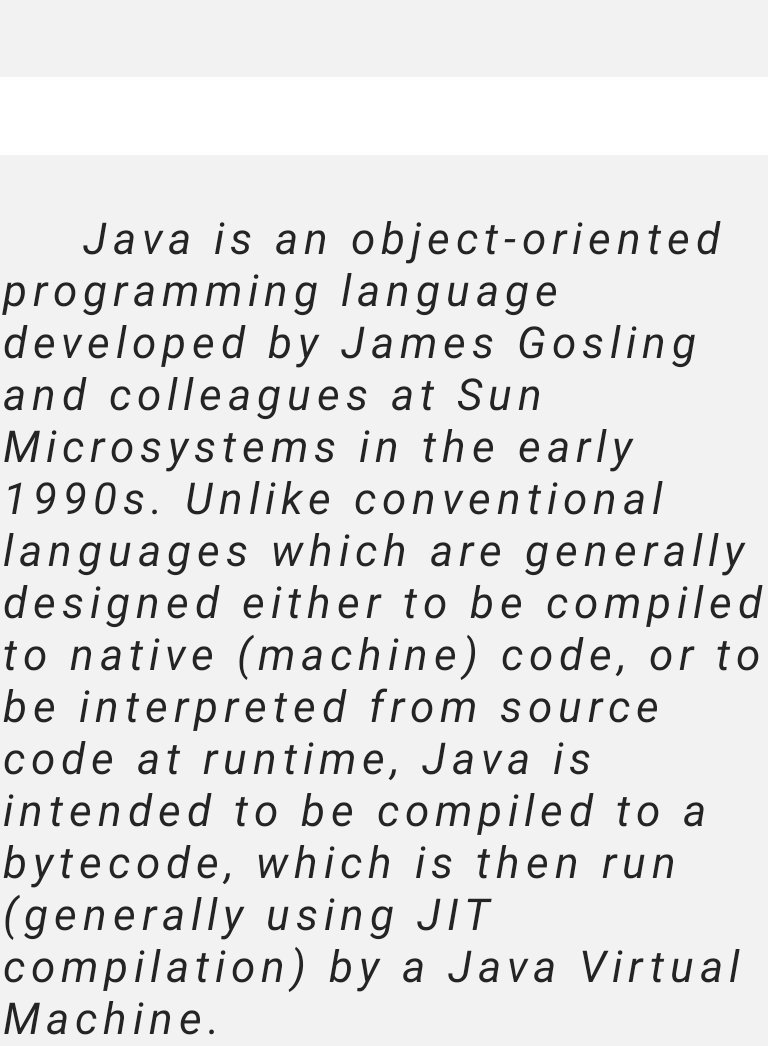 Java is an object-oriented
programming language
developed by James Gosling
and colleagues at Sun
Microsystems in the early
1990s. Unlike conventional
languages which are generally
designed either to be compiled
to native (machine) code, or to
be interpreted from source
code at runtime, Java is
intended to be compiled to a
bytecode, which is then run
(generally using JIT
compilation) by a Java Virtual
Machine.